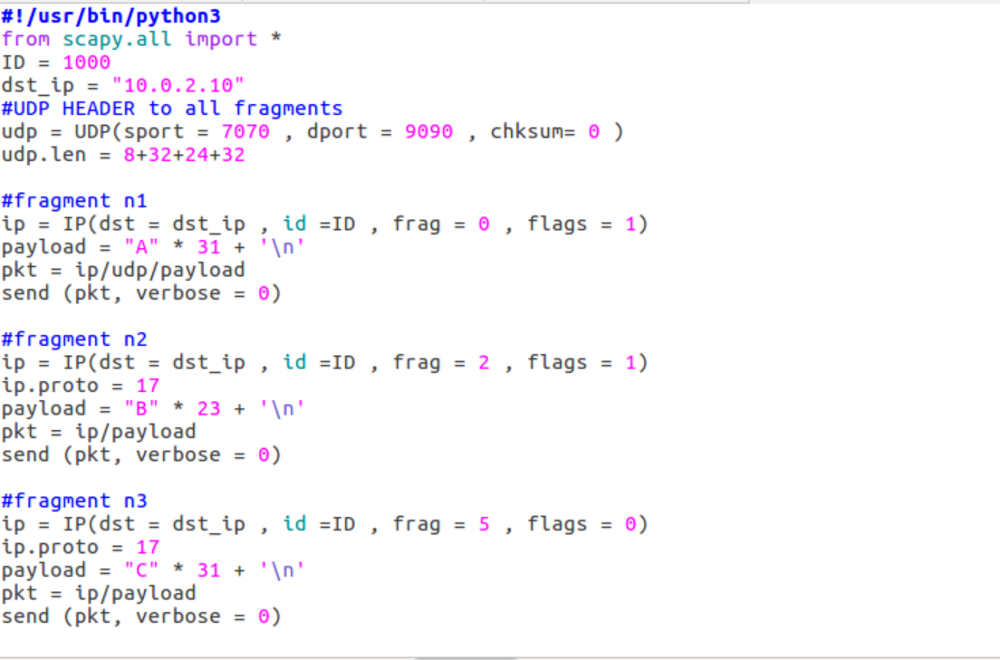 #!/usr/bin/python3
from scapy.all import *
ID = 1000
dst_ip = "10.0.2.10"
#UDP HEADER to all fragments
udp = UDP(sport = 7070 , dport = 9090 , chksum= 0 )
udp.len = 8+32+24+32

#fragment n1
ip = IP(dst = dst_ip , id =ID , frag = 0 , flags = 1)
payload = "A" * 31 + '\n'
pkt = ip/udp/payload
send (pkt, verbose = 0)

#fragment n2
ip = IP(dst = dst_ip , id =ID , frag = 2 , flags = 1)
ip.proto = 17
payload = "B" * 23 + '\n'
pkt = ip/payload
send (pkt, verbose = 0)

#fragment n3
ip = IP(dst = dst_ip , id =ID , frag = 5 , flags = 0)
ip.proto = 17
payload = "C" * 31 + '\n'
pkt = ip/payload
send (pkt, verbose = 0)